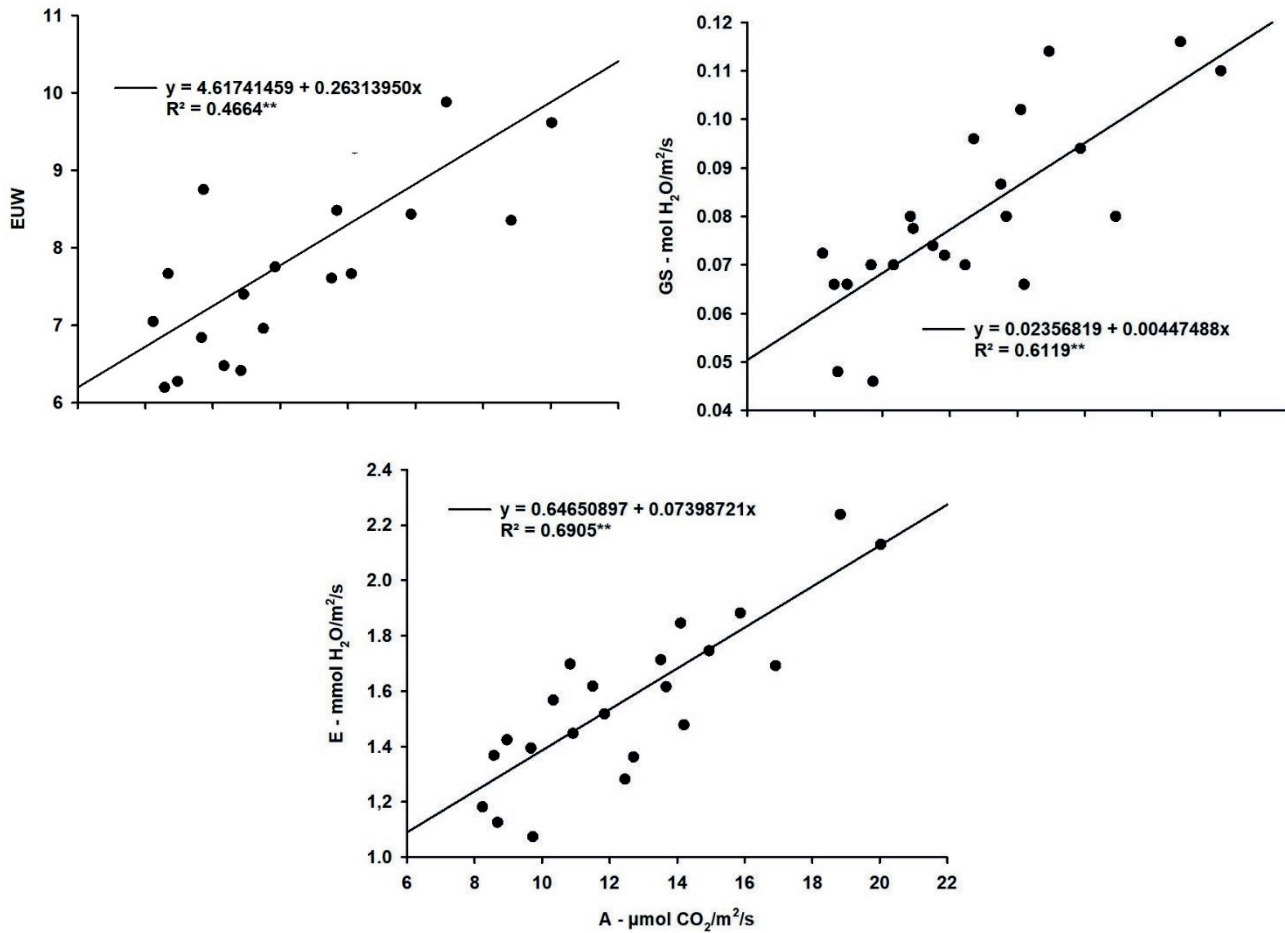 11
10
9
8
7
6
EUW
y = 4.61741459 + 0.26313950x
R² = 0.4664**
0.12
0.11
0.10
0.09
0.08
0.07
0.06
0.05
0.04
GS - mol H₂O/m²/s
y = 0.02356819 + 0.00447488x
R² = 0.6119**
2.4
2.2
2.0
1.8
1.6
1.4
1,2
1.0
E - mmol H₂O/m²/s
y = 0.64650897 + 0.07398721x
R² = 0.6905**
6 8 10 12 14 16 18 20 22
A - µmol CO₂/m²/s